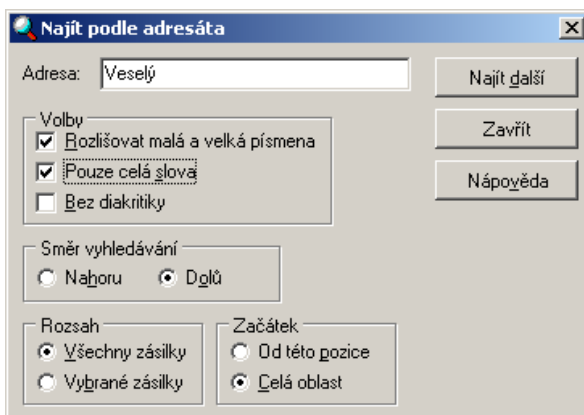 Najít podle adresáta
Adresa: Veselý
Najít další
Volby
Rozlišovat malá a velká písmena
Zavřít
Pouze celá slova
Nápověda
Bez diakritiky
Směr vyhledávání
Nahoru Dolů
Rozsah Začátek
Všechny zásilky Od této pozice
Vybrané zásilky Celá oblast